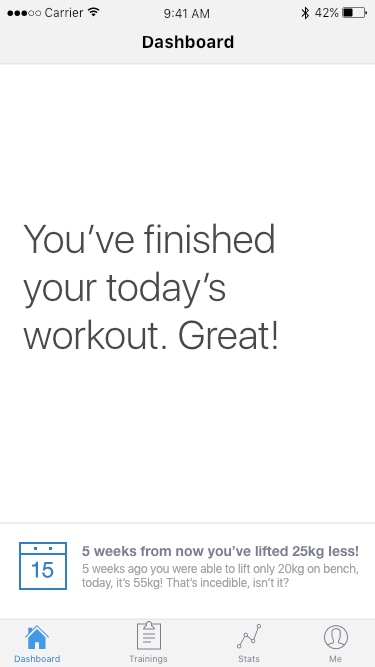 Carrier 9:41 AM 42%
Dashboard
You’ve finished
your today’s
workout. Great!
15
5 weeks from now you’ve lifted 25kg less!
5 weeks ago you were able to lift only 20kg on bench,
today, it’s 55kg! That’s incedible, isn’t it?
Dashboard Trainings Stats Me